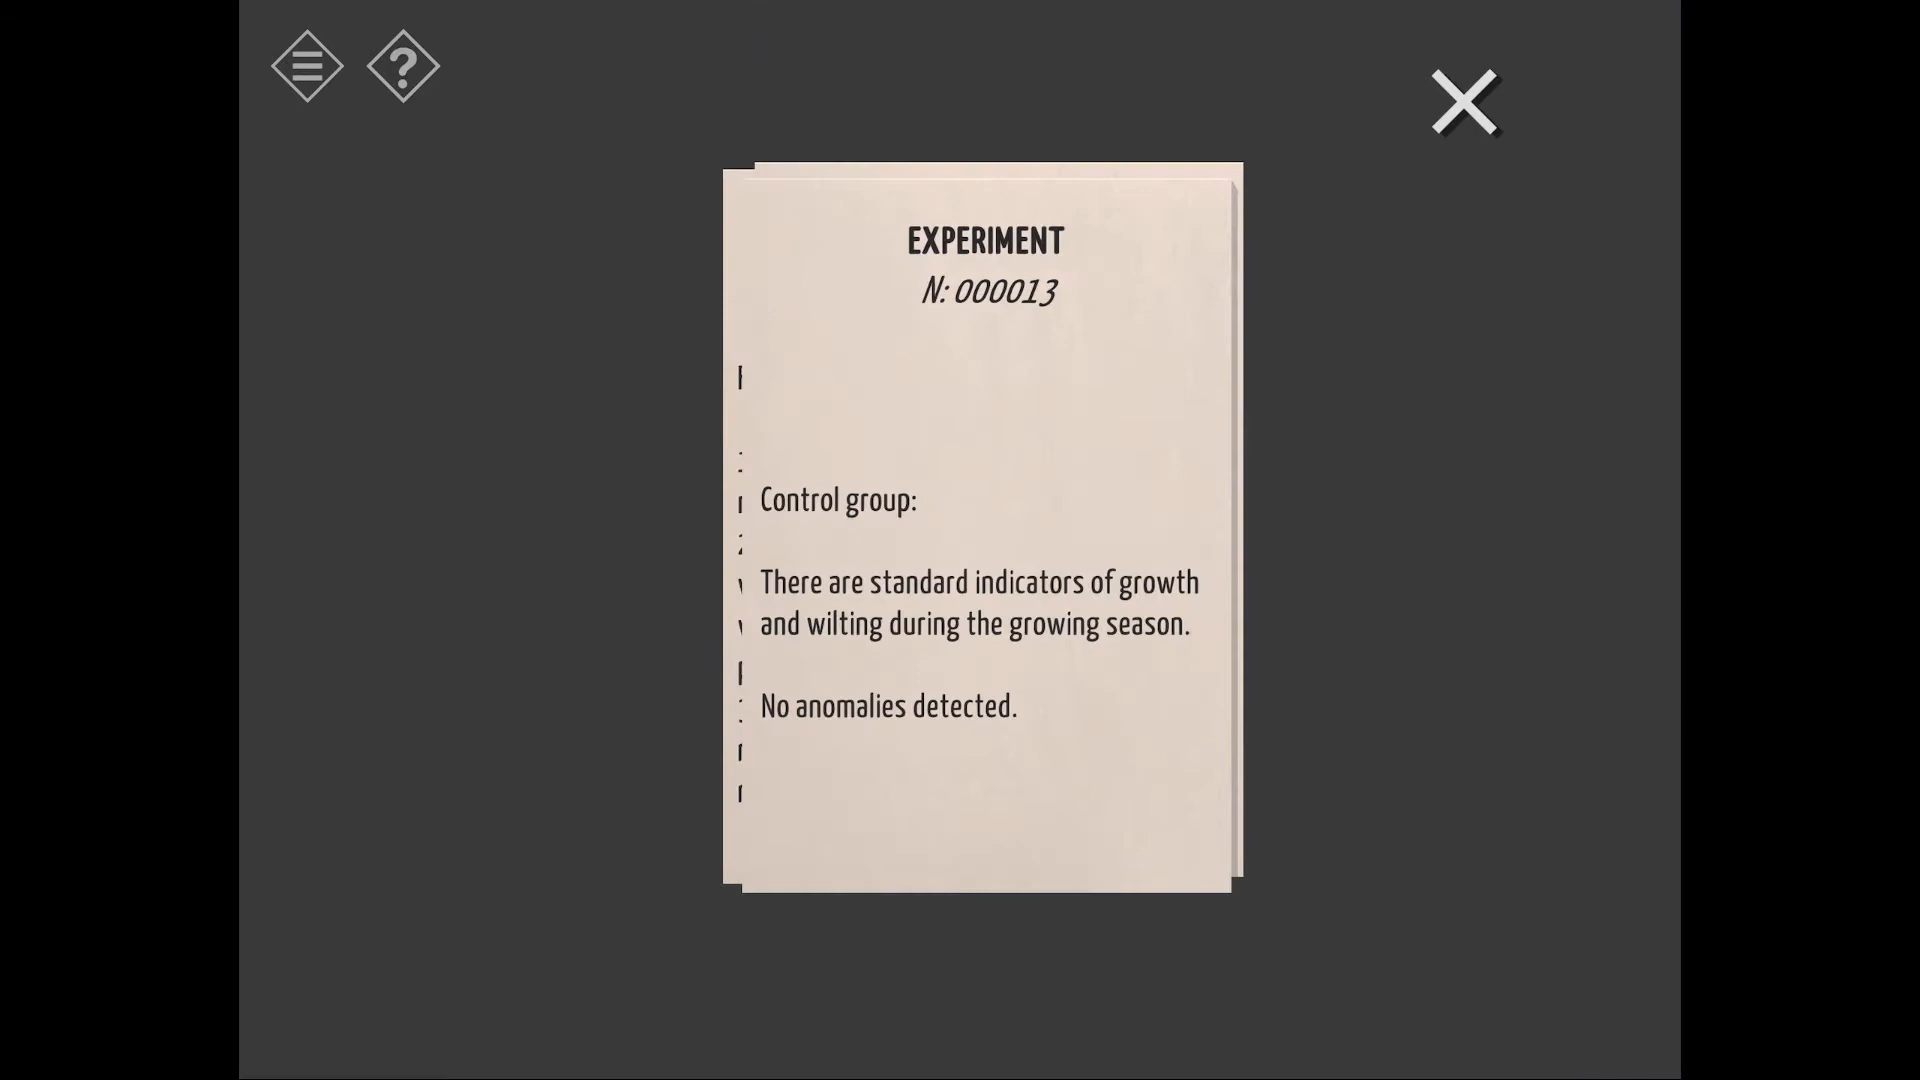 EXPERIMENT
N: 000013
Control group:
There are standard indicators of growth
and wilting during the growing season.
No anomalies detected.